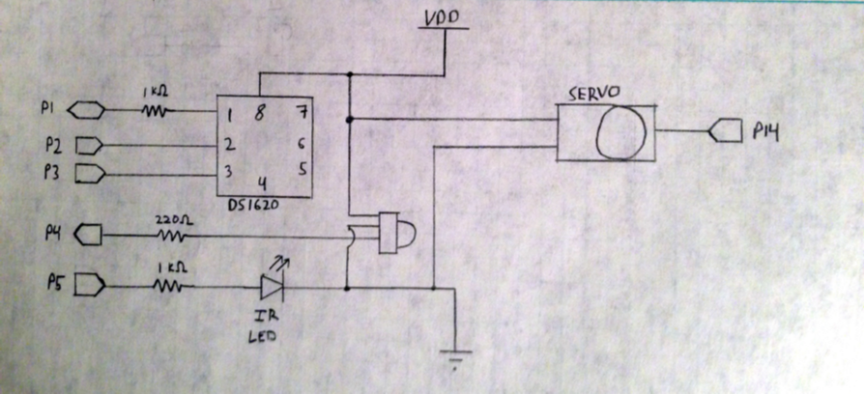 VDD
SERVO
P1
1kΩ
1 8 7
P14
P2
2 6
P3
3 4 5
DS1620
P4
220Ω
P5
1kΩ
IR
LED